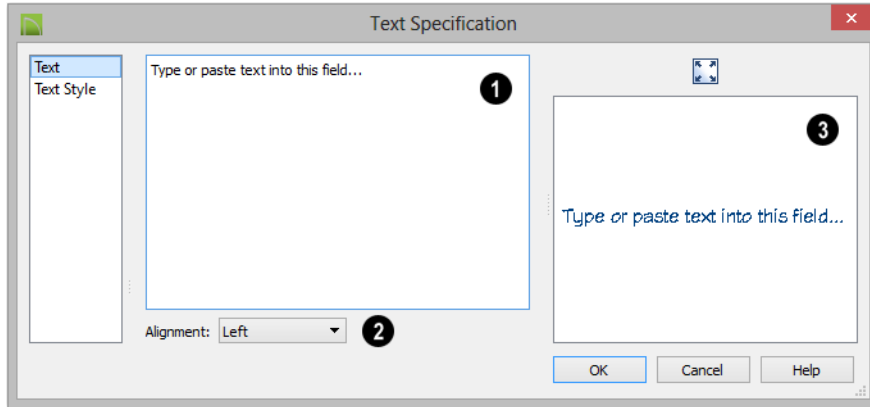 Text Specification
×
Text
Text Style
Type or paste text into this field...
1
3
Type or paste text into this field...
Alignment: Left
2
OK Cancel Help